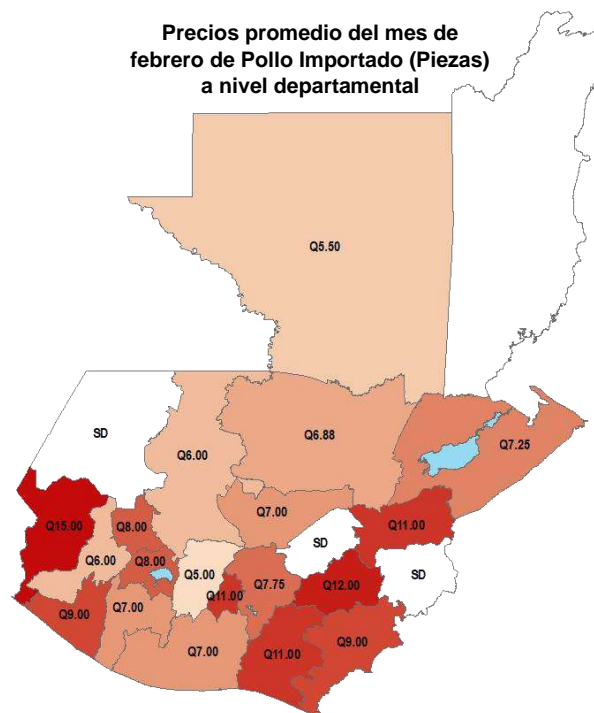 Precios promedio del mes de
febrero de Pollo Importado (Piezas)
a nivel departamental
Q5.50
SD
Q6.00
Q6.88
Q7.25
Q15.00
Q8.00
Q7.00
Q11.00
Q6.00
Q8.00
Q5.00
SD
SD
Q9.00
Q7.00
Q11.00
Q7.75
Q12.00
Q7.00
Q11.00
Q9.00